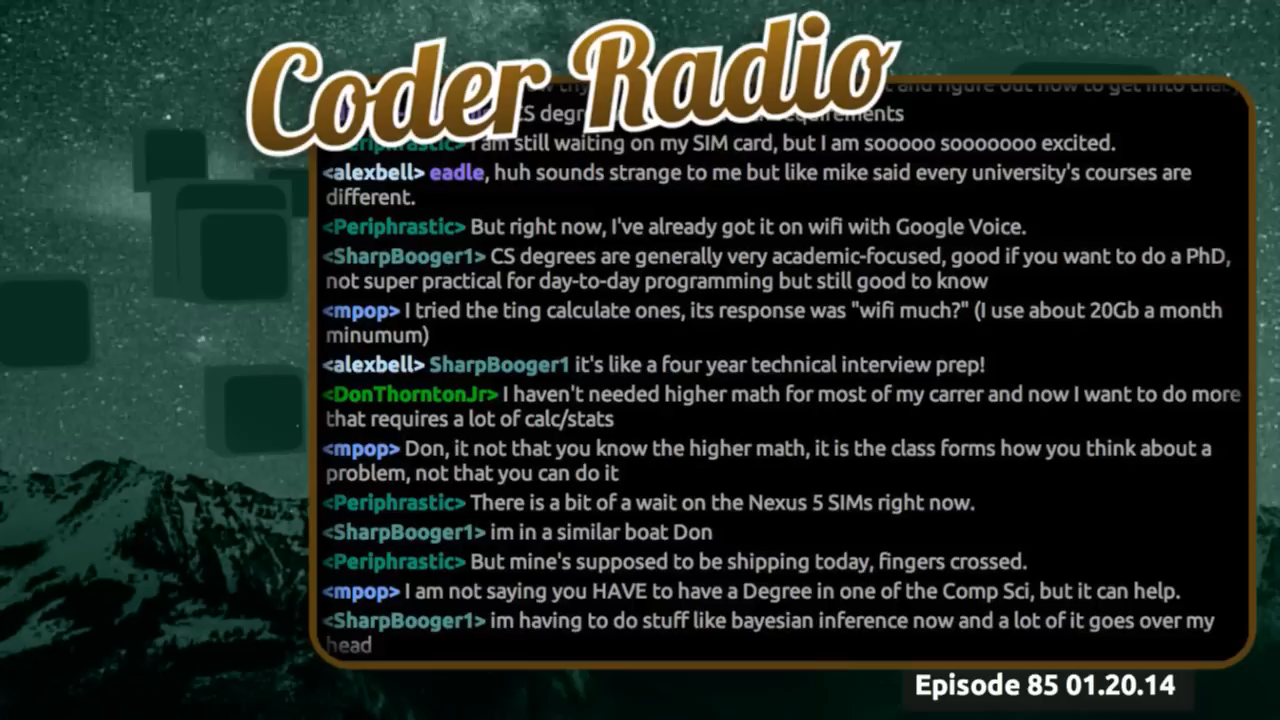 Coder Radio
and figure out how to get into that
CS requirements
Periphrastic> I am still waiting on my SIM card, but I am sooooo soooooooo excited.
<alexbell> eadle, huh sounds strange to me but like mike said every university's courses are
different.
<Periphrastic> But right now, I've already got it on wifi with Google Voice.
<SharpBooger1> CS degrees are generally very academic-focused, good if you want to do a PhD,
not super practical for day-to-day programming but still good to know
<mpop> I tried the ting calculate ones, its response was "wifi much?" (I use about 20Gb a month
minumum)
<alexbell> SharpBooger1 it's like a four year technical interview prep!
<DonThorntonJr> I haven't needed higher math for most of my carrer and now I want to do more
that requires a lot of calc/stats
<mpop> Don, it not that you know the higher math, it is the class forms how you think about a
problem, not that you can do it
<Periphrastic> There is a bit of a wait on the Nexus 5 SIMs right now.
<SharpBooger1> im in a similar boat Don
<Periphrastic> But mine's supposed to be shipping today, fingers crossed.
<mpop> I am not saying you HAVE to have a Degree in one of the Comp Sci, but it can help.
<SharpBooger1> im having to do stuff like bayesian inference now and a lot of it goes over my
head
Episode 85 01.20.14